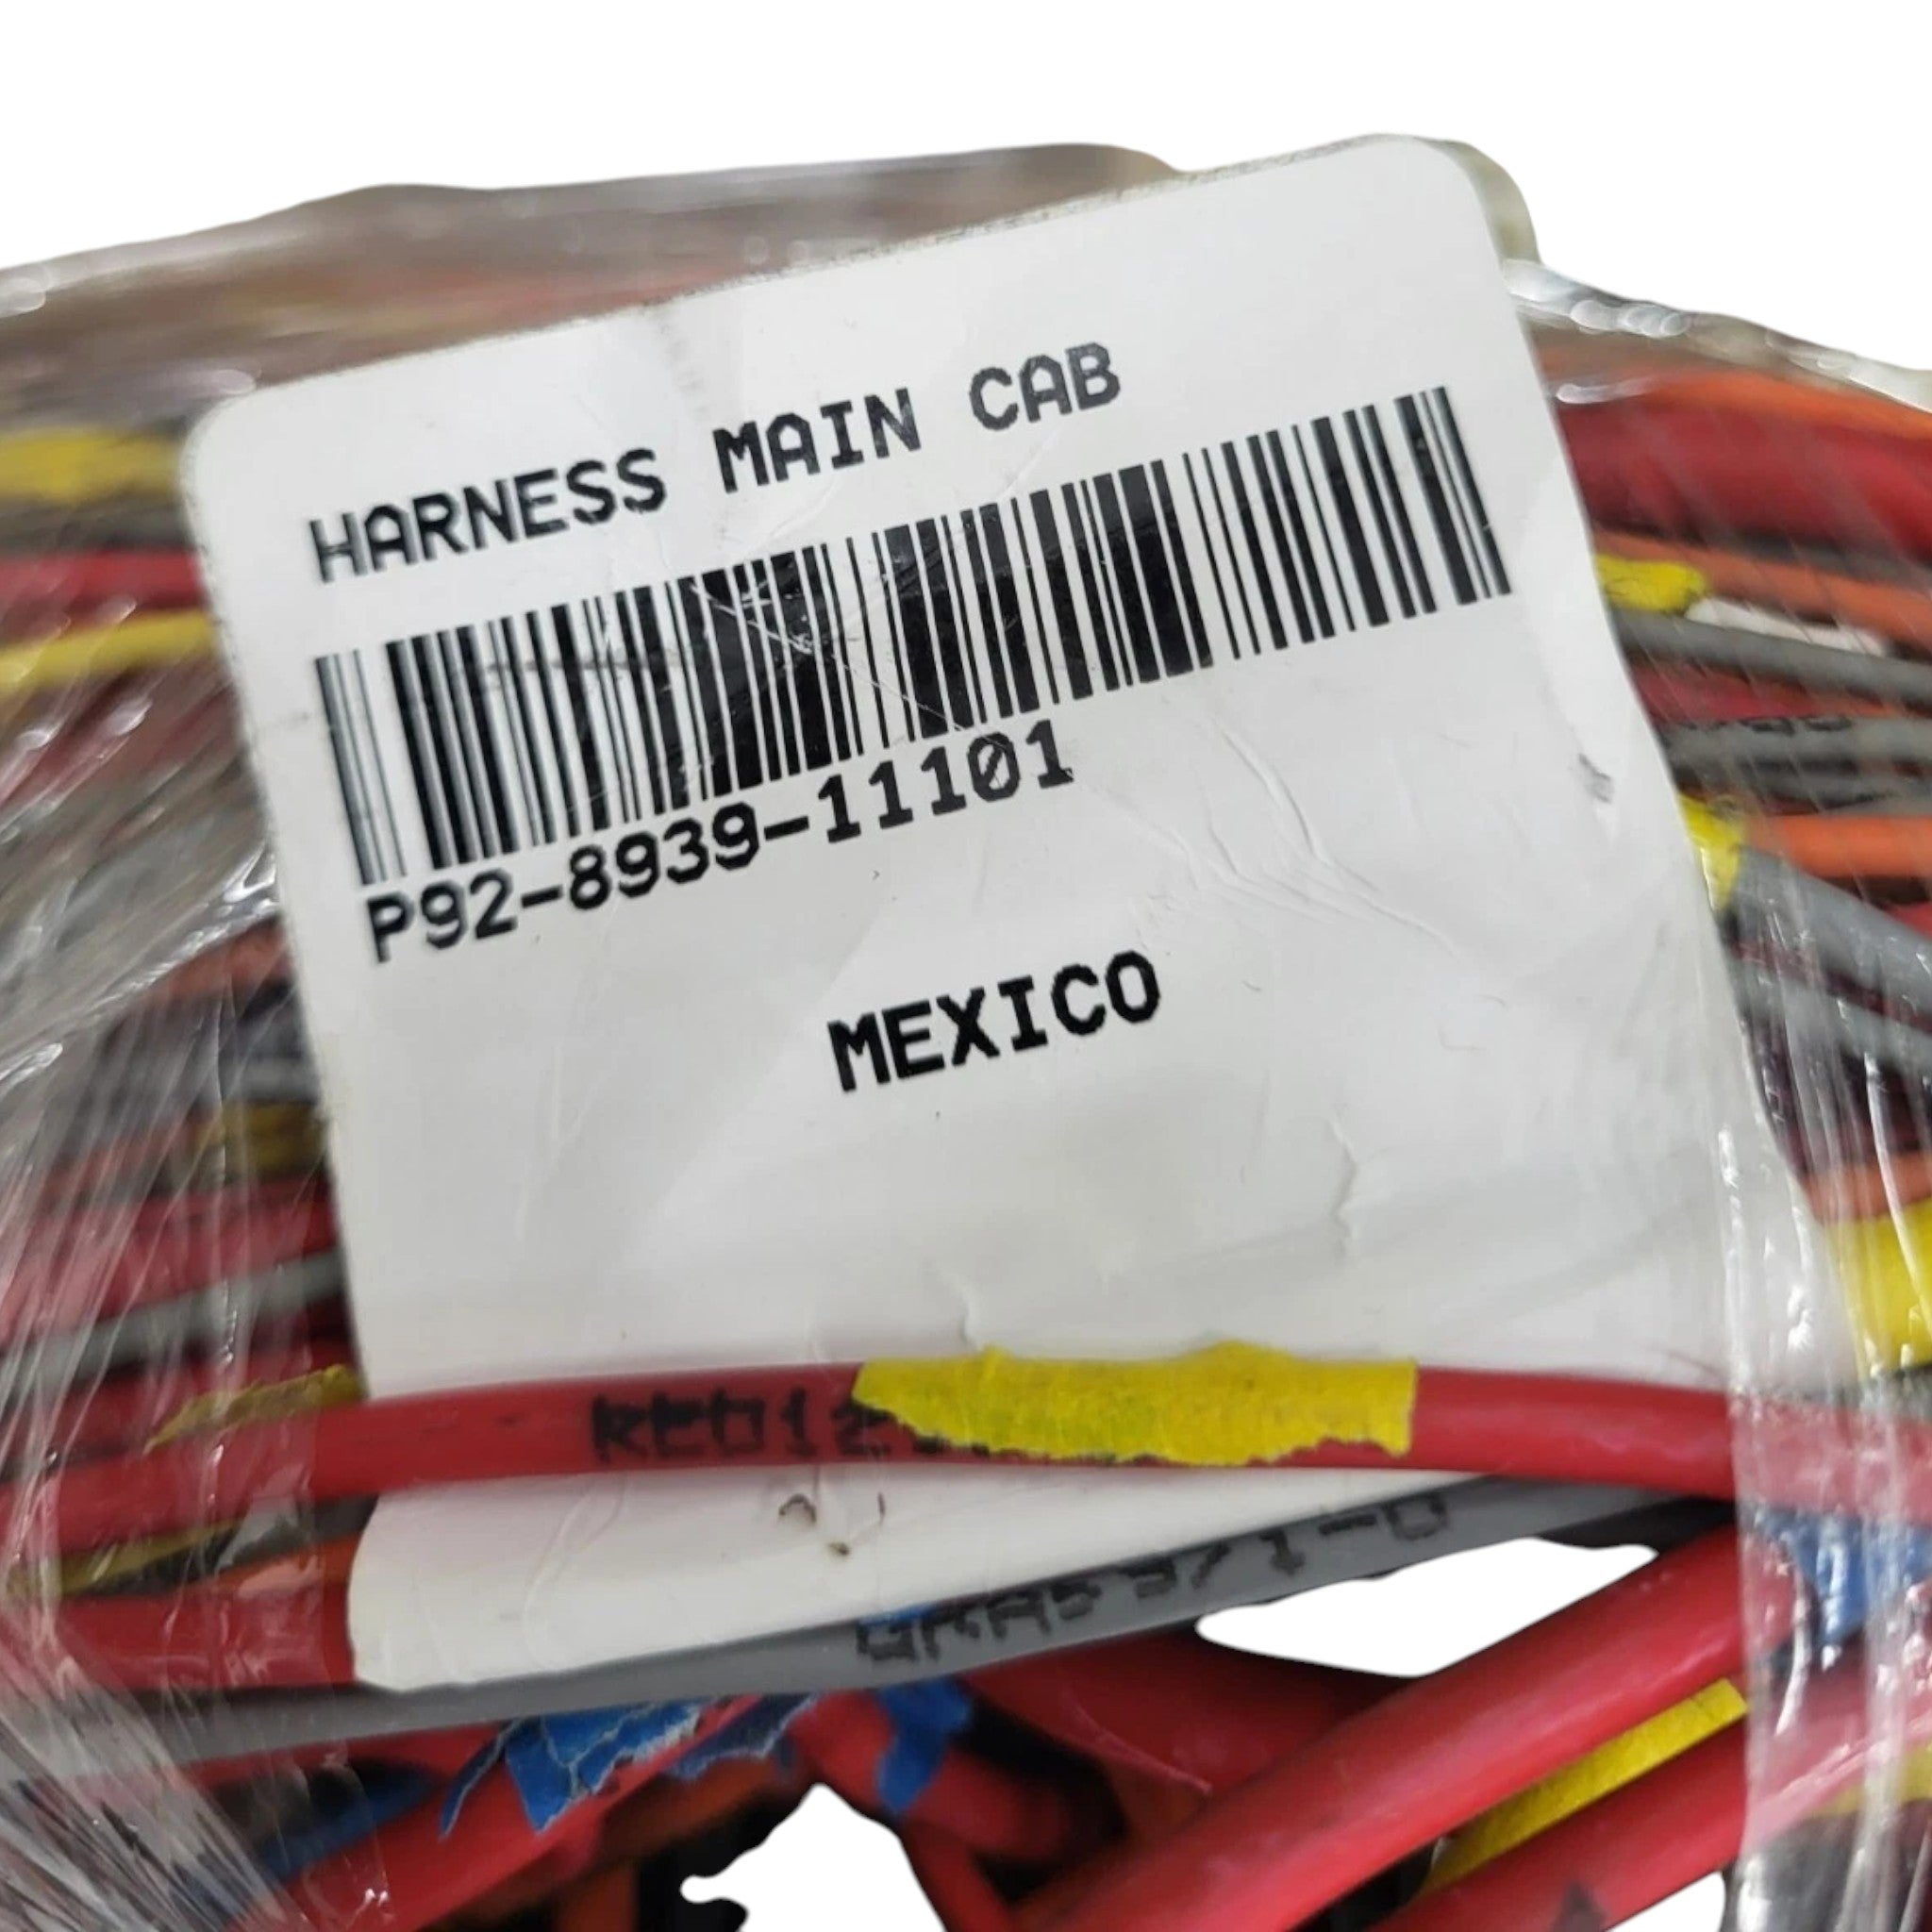 HARNESS MAIN CAB
P92-8939-11101
MEXICO